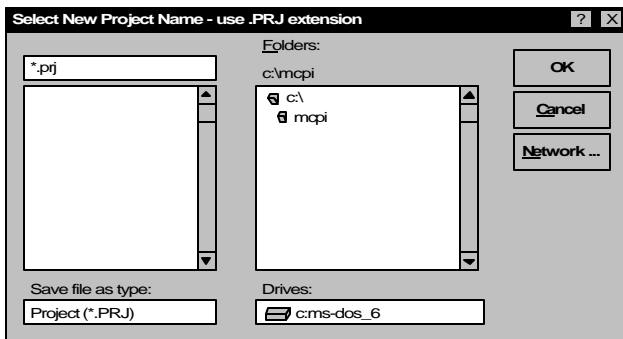 Select New Project Name - use .PRJ extension ? X
Folders:
*.prj
c:\mcpi
OK
c:\
mcpi
Cancel
Network ...
Save file as type:
Drives:
Project (*.PRJ)
c:ms-dos_6